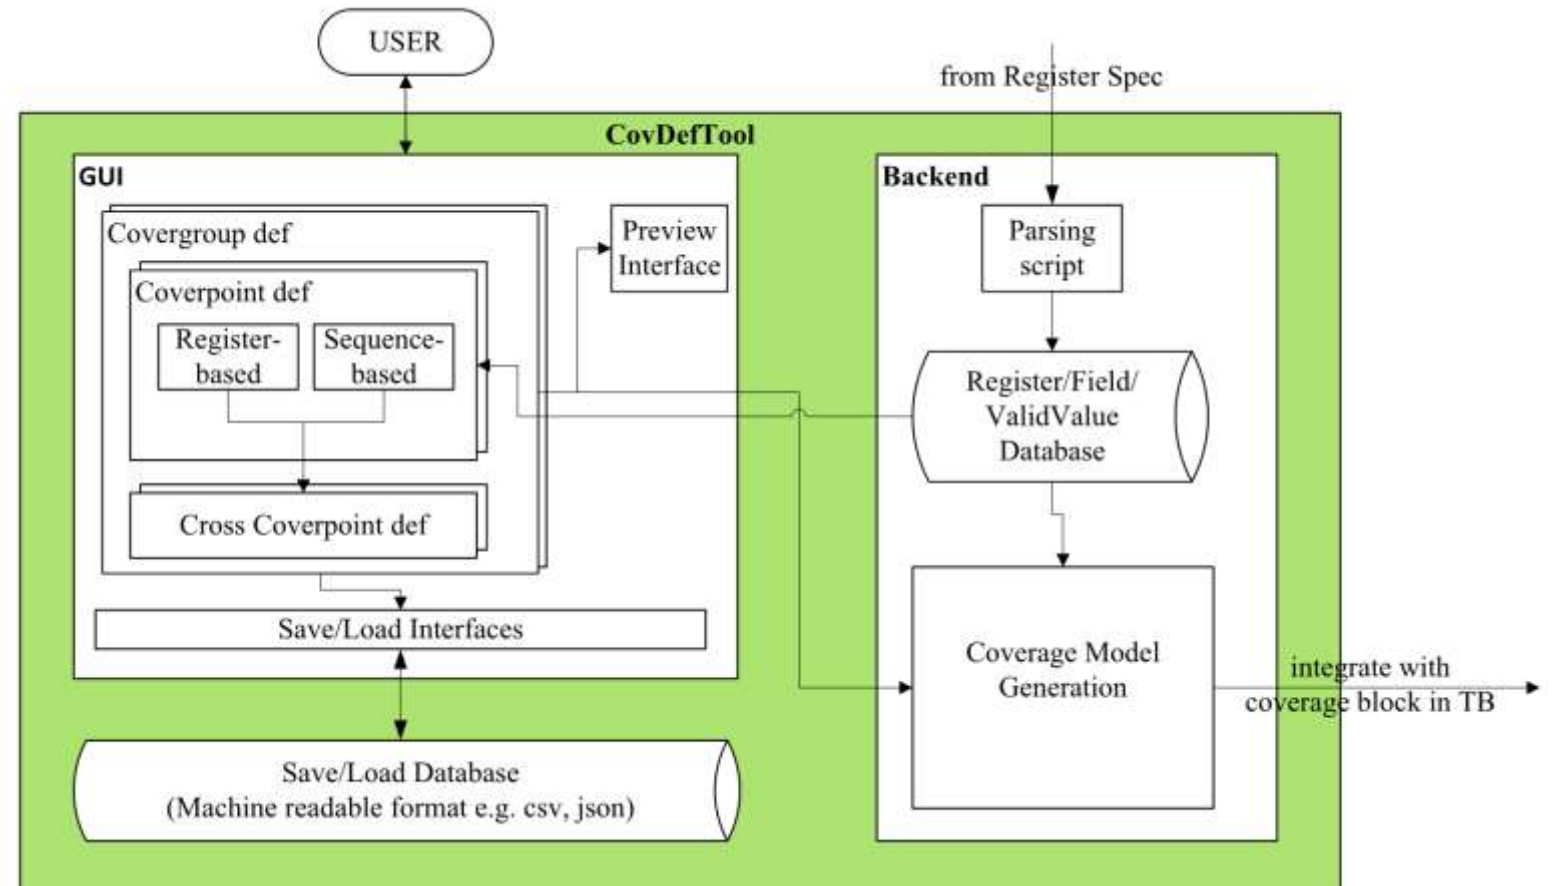 USER
from Register Spec
CovDefTool
GUI
Backend
Covergroup def
Preview
Interface
Parsing
script
Coverpoint def
Register-
based
Sequence-
based
Register/Field/
ValidValue
Database
Cross Coverpoint def
Save/Load Interfaces
Coverage Model
Generation
integrate with
coverage block in TB
Save/Load Database
(Machine readable format e.g. csv, json)